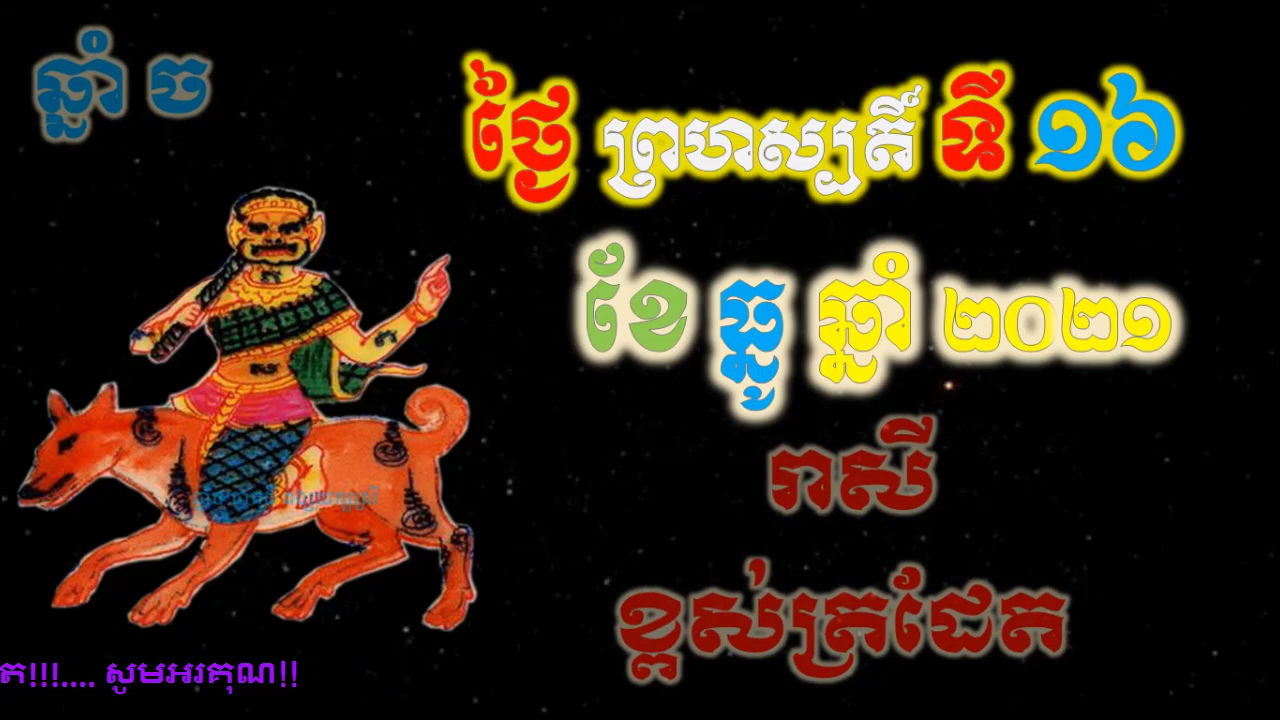 ឆ្នាំ ច
ថ្ងៃ ព្រហស្បតិ៍ ទី ១៦
ខែ ធ្នូ ឆ្នាំ ២០២១
រាសី
ខ្ពស់ត្រដែត
ត!!!.... សូមអរគុណ!!